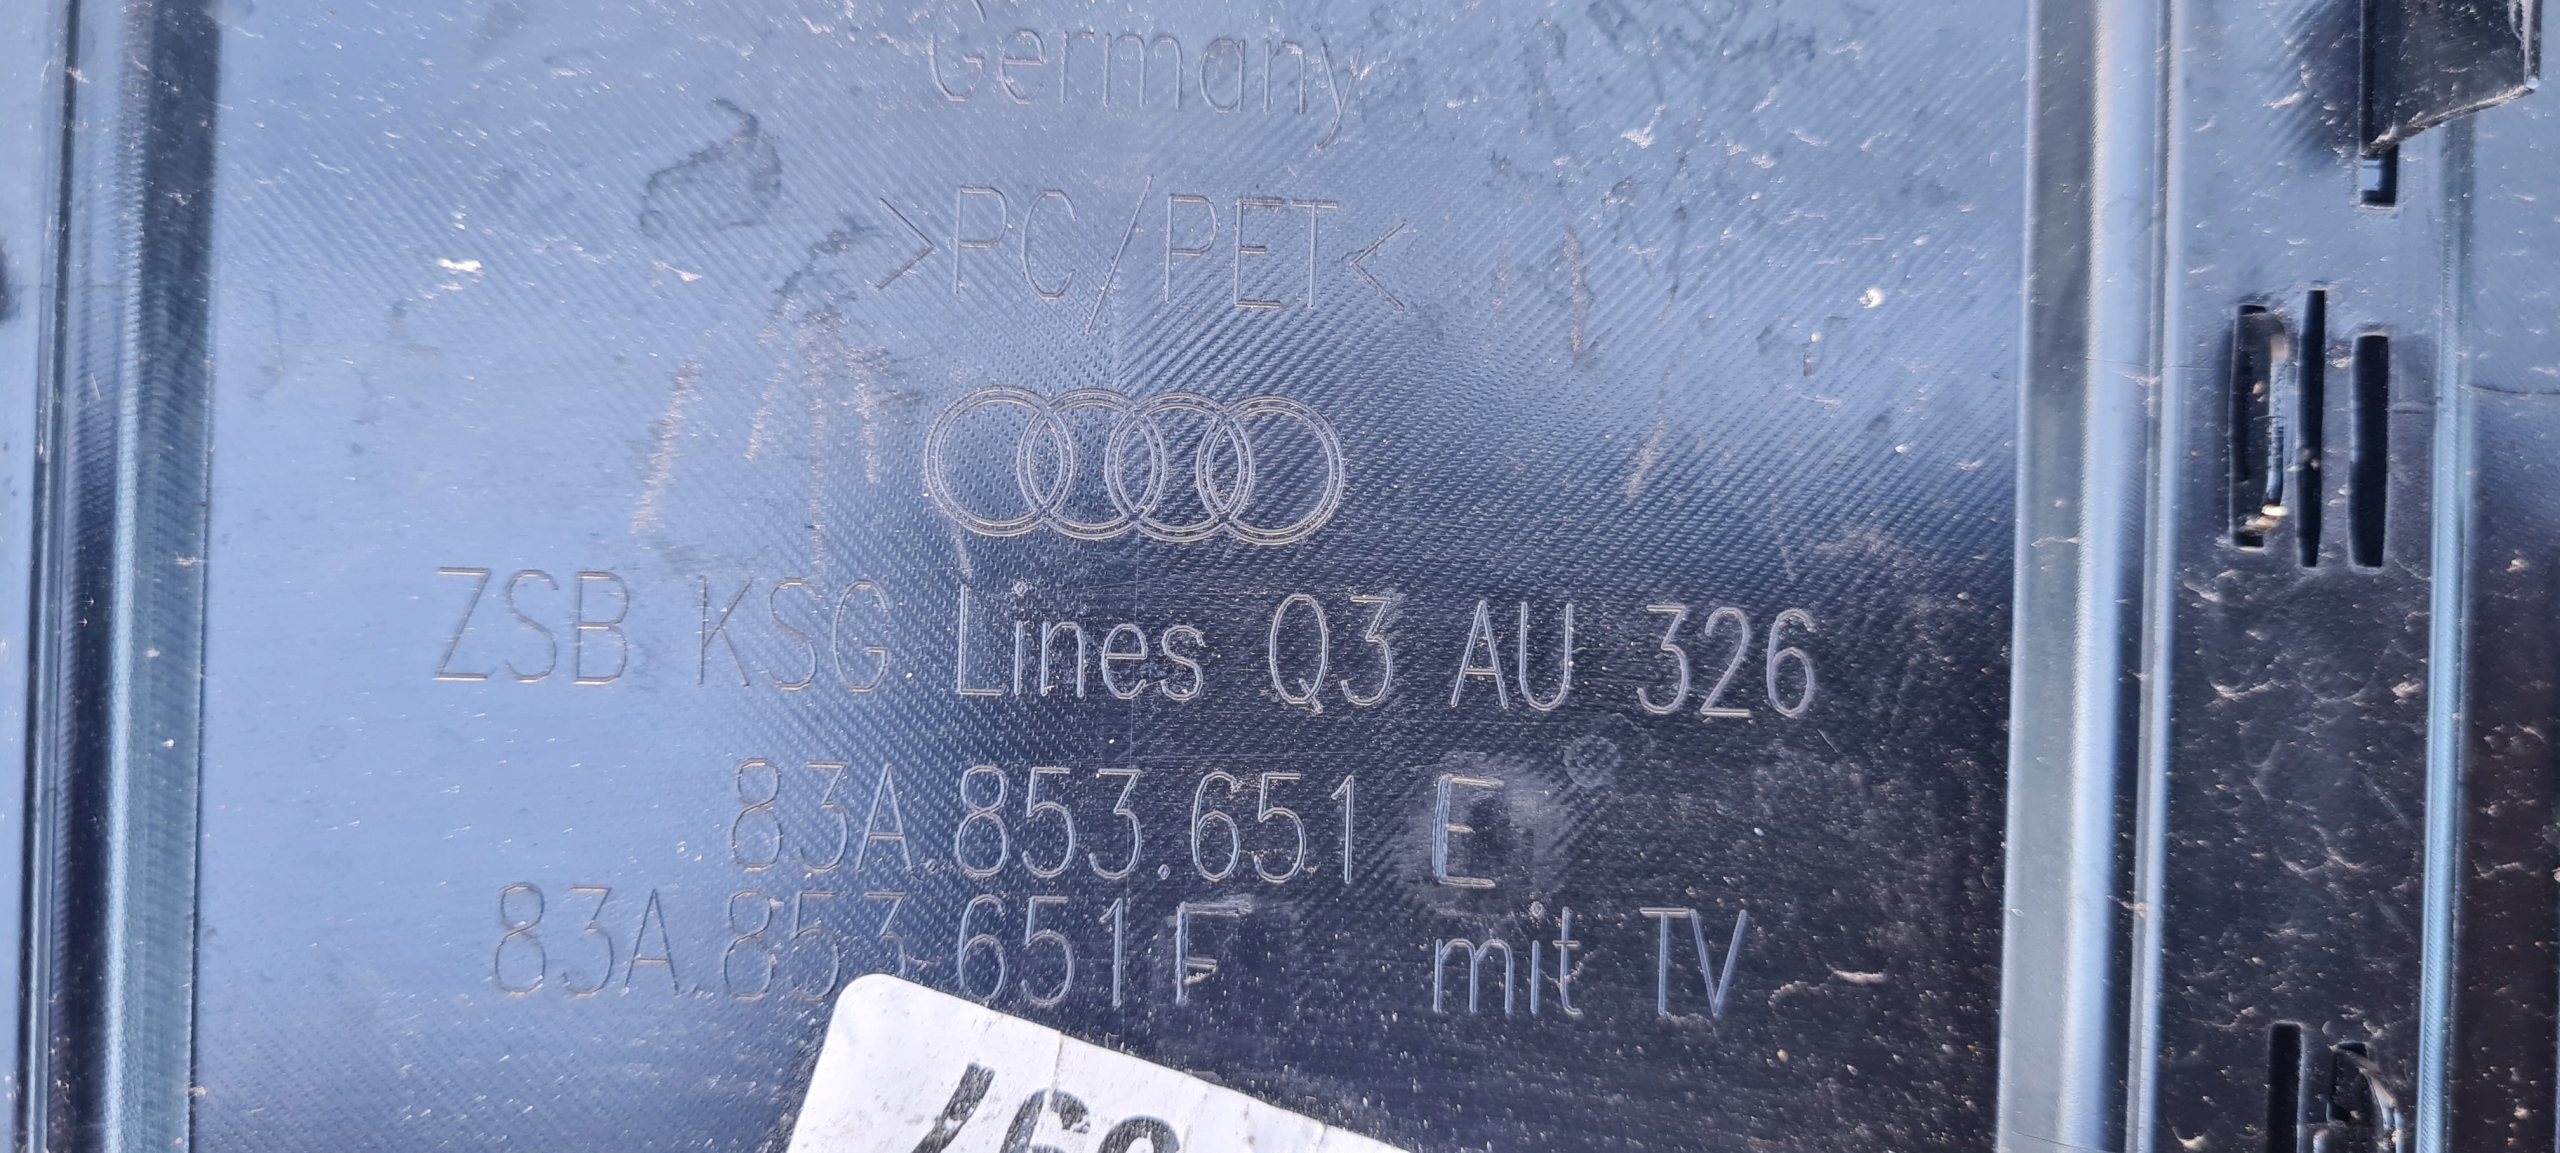 Germany
>PC/PET<
ZSB KSG Lines Q3 AU 326
83A.853.651 E
83A.853.651 F mit TV